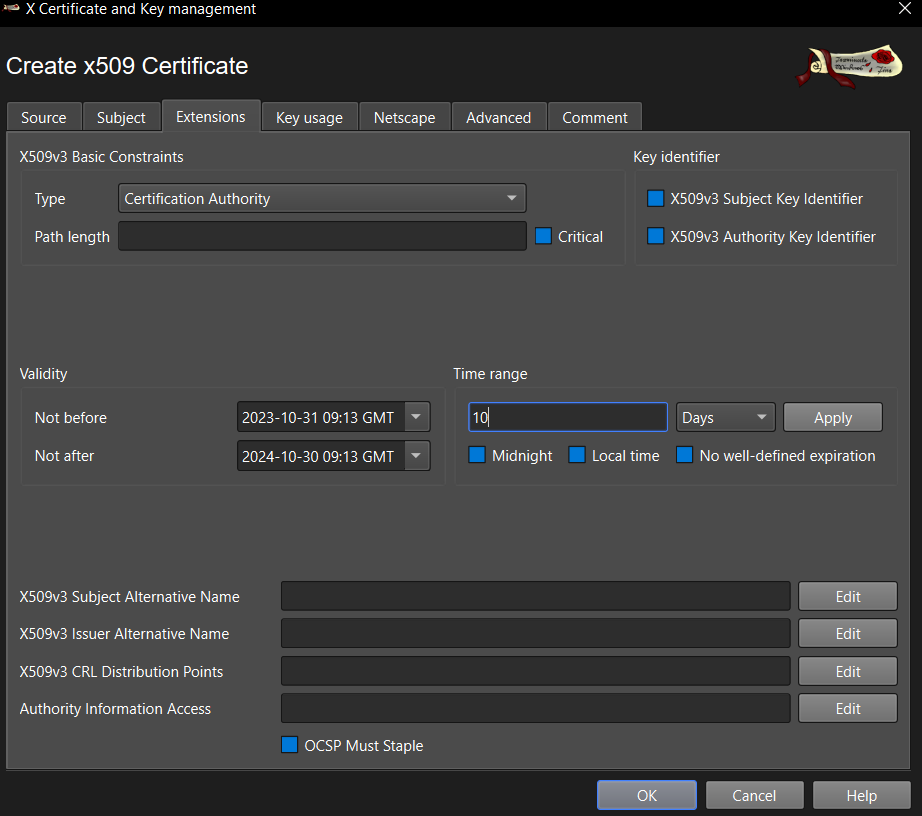 X Certificate and Key management
Create x509 Certificate
Source Subject Extensions Key usage Netscape Advanced Comment
X509v3 Basic Constraints
Type Certification Authority
Path length Critical
Key identifier
X509v3 Subject Key Identifier
X509v3 Authority Key Identifier
Validity
Not before 2023-10-31 09:13 GMT
Not after 2024-10-30 09:13 GMT
Time range
10 Days Apply
Midnight Local time No well-defined expiration
X509v3 Subject Alternative Name Edit
X509v3 Issuer Alternative Name Edit
X509v3 CRL Distribution Points Edit
Authority Information Access Edit
OCSP Must Staple
OK Cancel Help